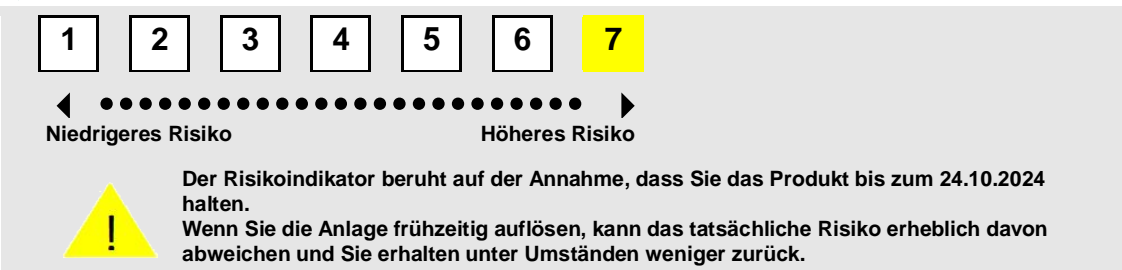 1 2 3 4 5 6 7
Niedrigeres Risiko Höheres Risiko
Der Risikoindikator beruht auf der Annahme, dass Sie das Produkt bis zum 24.10.2024
halten.
Wenn Sie die Anlage frühzeitig auflösen, kann das tatsächliche Risiko erheblich davon
abweichen und Sie erhalten unter Umständen weniger zurück.
!